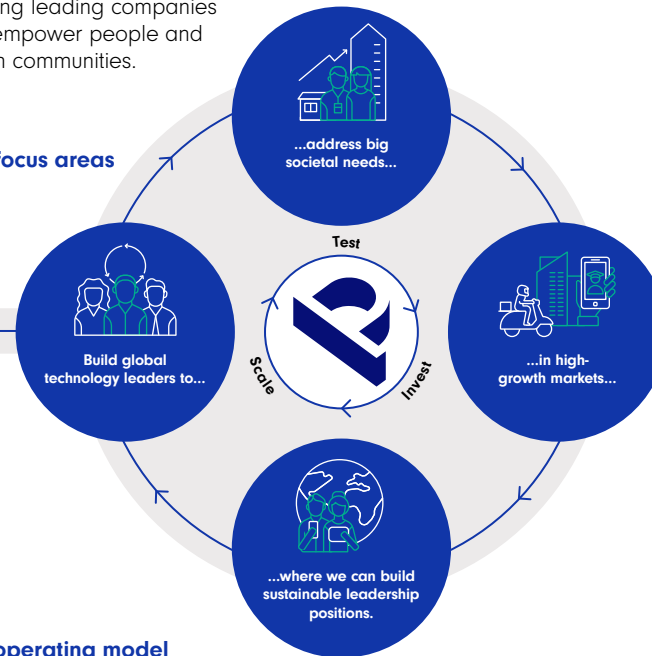 ng leading companies
empower people and
communities.
focus areas
...address big
societal needs...
Test
Build global
technology leaders to...
...in high-
growth markets...
Scale
Invest
...where we can build
sustainable leadership
positions.
operating model